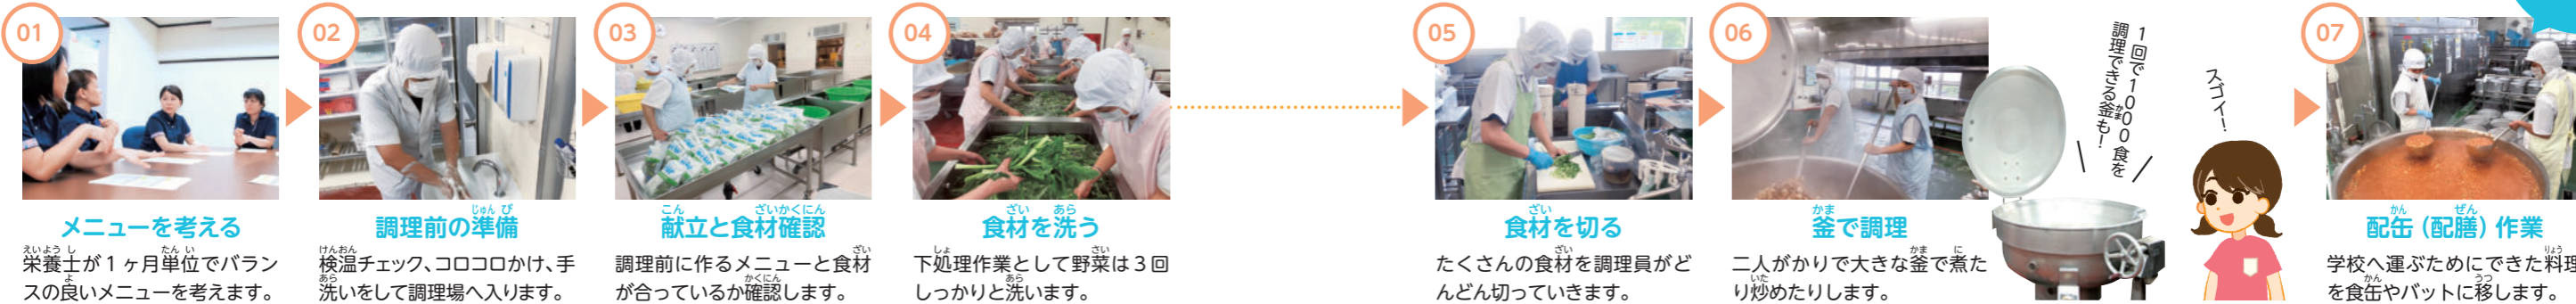 01
メニューを考える
栄養士が1ヶ月単位でバラン
スの良いメニューを考えます。
02
調理前の準備
検温チェック、コロコロかけ、手
洗いをして調理場へ入ります。
03
献立と食材確認
調理前に作るメニューと食材
が合っているか確認します。
04
食材を洗う
下処理作業として野菜は3回
しっかりと洗います。
05
食材を切る
たくさんの食材を調理員がど
んどん切っていきます。
06
釜で調理
二人がかりで大きな釜で煮た
り炒めたりします。
1回で1000食を
調理できる釜も!
スゴイー!
07
配缶(配膳)作業
学校へ運ぶためにできた料理
を食缶やバットに移します。